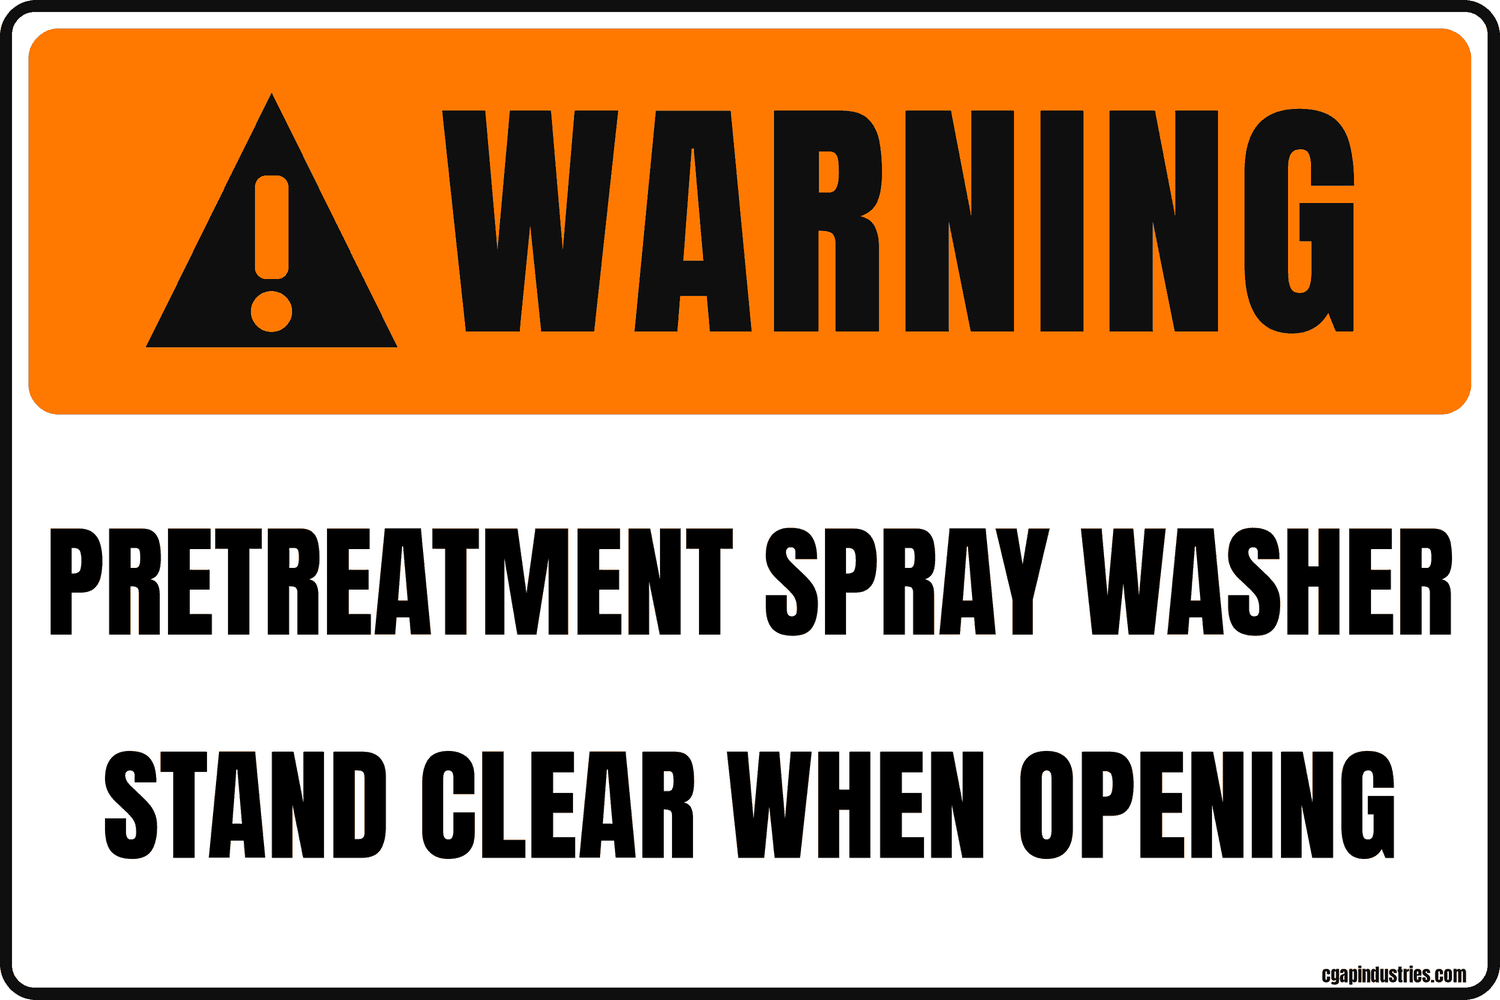 WARNING
PRETREATMENT SPRAY WASHER
STAND CLEAR WHEN OPENING
cgapindustries.com